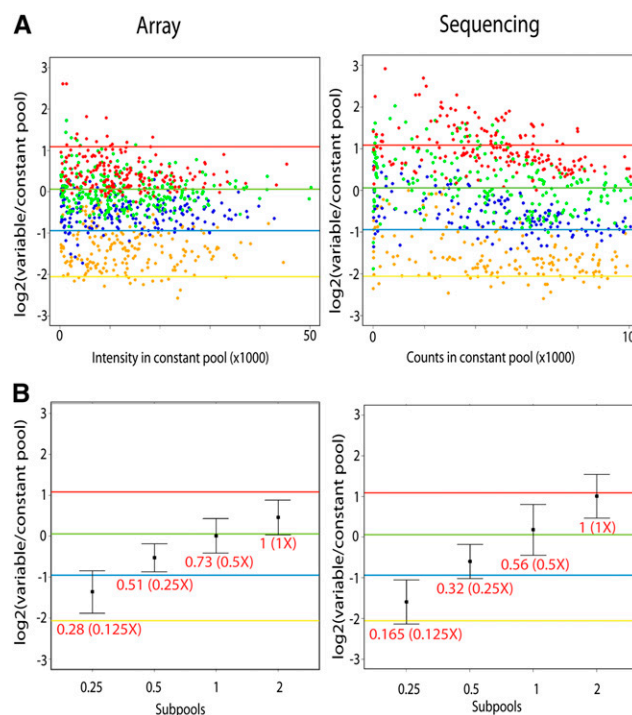 A
Array
Sequencing
log2(variable/constant pool)
3
2
1
0
-1
-2
-3
0
50
Intensity in constant pool (x1000)
log2(variable/constant pool)
3
2
1
0
-1
-2
-3
0
10
Counts in constant pool (x1000)
B
log2(variable/constant pool)
3
2
1
0
-1
-2
-3
0.28 (0.125X)
0.51 (0.25X)
0.73 (0.5X)
1 (1X)
0.25
0.5
1
2
Subpools
log2(variable/constant pool)
3
2
1
0
-1
-2
-3
0.165 (0.125X)
0.32 (0.25X)
0.56 (0.5X)
1 (1X)
0.25
0.5
1
2
Subpools